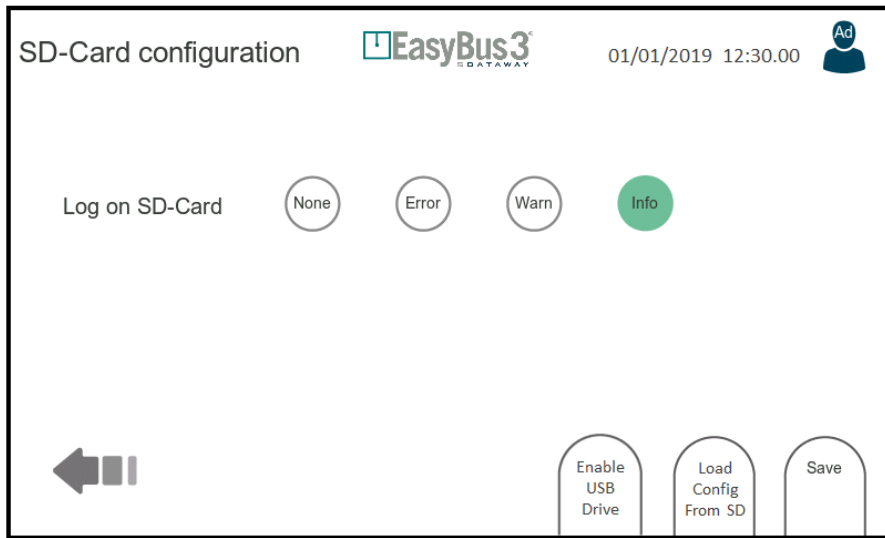 SD-Card configuration
EasyBus3
DATAWAY
01/01/2019 12:30.00
Ad
Log on SD-Card
None
Error
Warn
Info
Enable
USB
Drive
Load
Config
From SD
Save